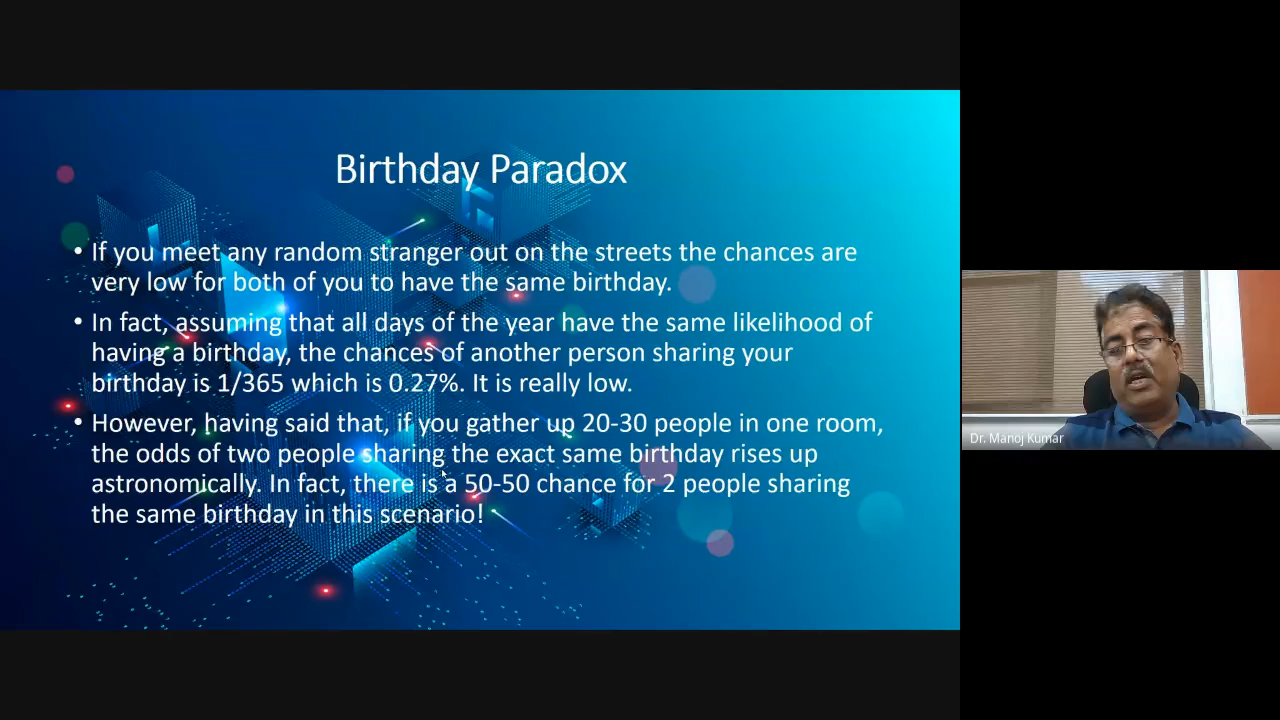 Birthday Paradox
• If you meet any random stranger out on the streets the chances are
very low for both of you to have the same birthday.
• In fact, assuming that all days of the year have the same likelihood of
having a birthday, the chances of another person sharing your
birthday is 1/365 which is 0.27%. It is really low.
• However, having said that, if you gather up 20-30 people in one room,
the odds of two people sharing the exact same birthday rises up
astronomically. In fact, there is a 50-50 chance for 2 people sharing
the same birthday in this scenario!
Dr. Manoj Kumar